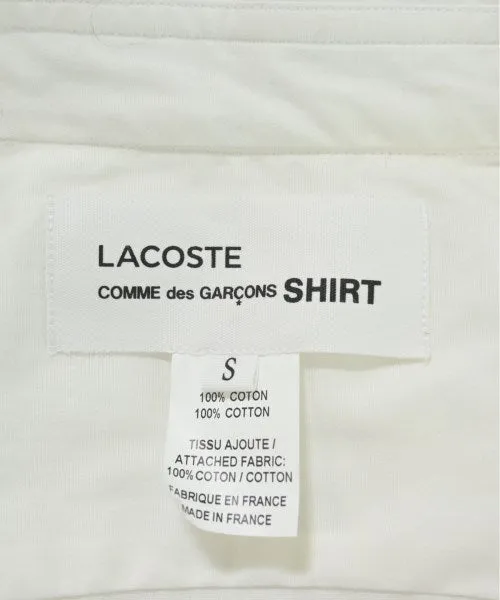 LACOSTE
COMME des GARÇONS SHIRT
S
100% COTON
100% COTTON
TISSU AJOUTE /
ATTACHED FABRIC:
100% COTON / COTTON
FABRIQUE EN FRANCE
MADE IN FRANCE